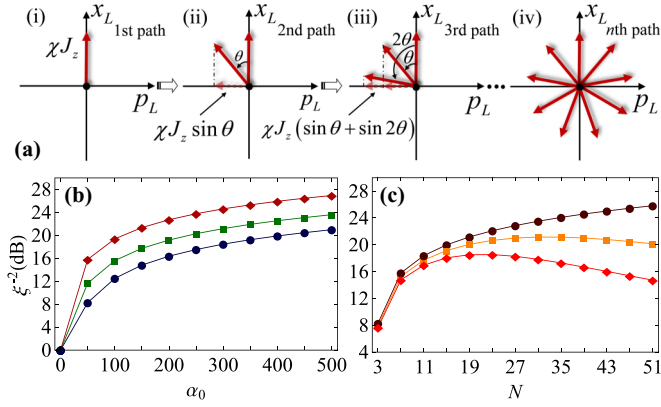 (i) x_L 1st path
χJ_z
p_L
(ii) x_L 2nd path
θ
p_L
χJ_z sin θ
(iii) x_L 3rd path
2θ
θ
p_L
χJ_z (sin θ + sin 2θ)
•••
(iv) x_L nth path
p_L
(a)
(b)
ξ⁻² (dB)
28
24
20
16
12
8
4
0
0 100 200 300 400 500
α₀
(c)
28
24
20
16
12
8
4
3 11 19 27 35 43 51
N